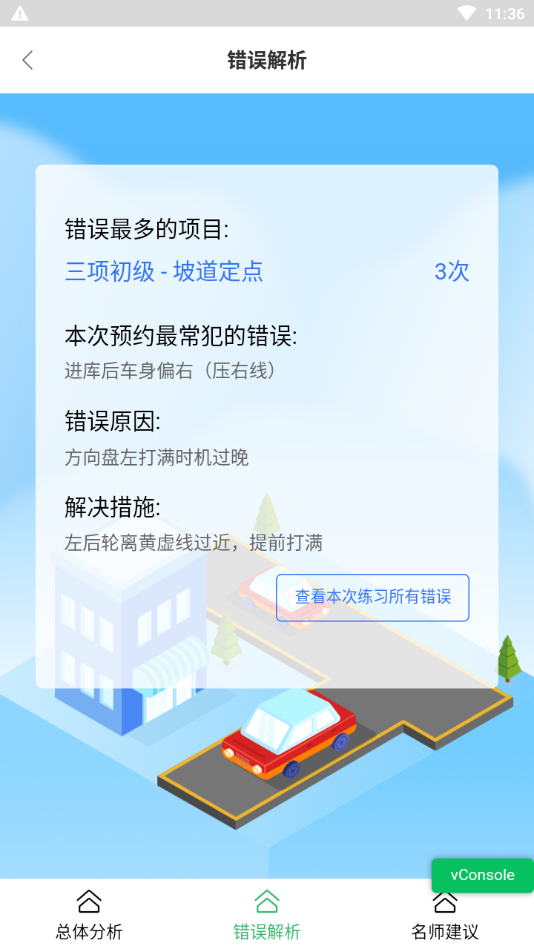 11:36
错误解析
错误最多的项目:
三项初级 - 坡道定点 3次
本次预约最常犯的错误:
进库后车身偏右（压右线）
错误原因:
方向盘左打满时机过晚
解决措施:
左后轮离黄虚线过近，提前打满
查看本次练习所有错误
vConsole
总体分析 错误解析 名师建议